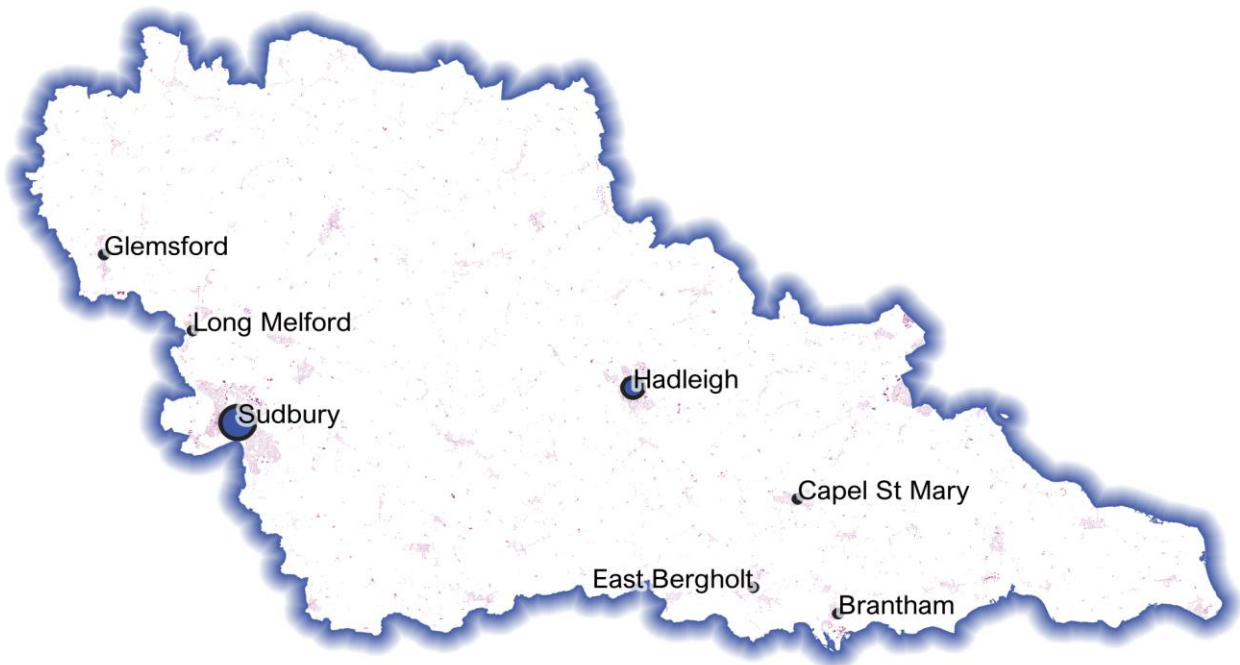 Glemsford
Long Melford
Hadleigh
Sudbury
Capel St Mary
East Bergholt
Brantham